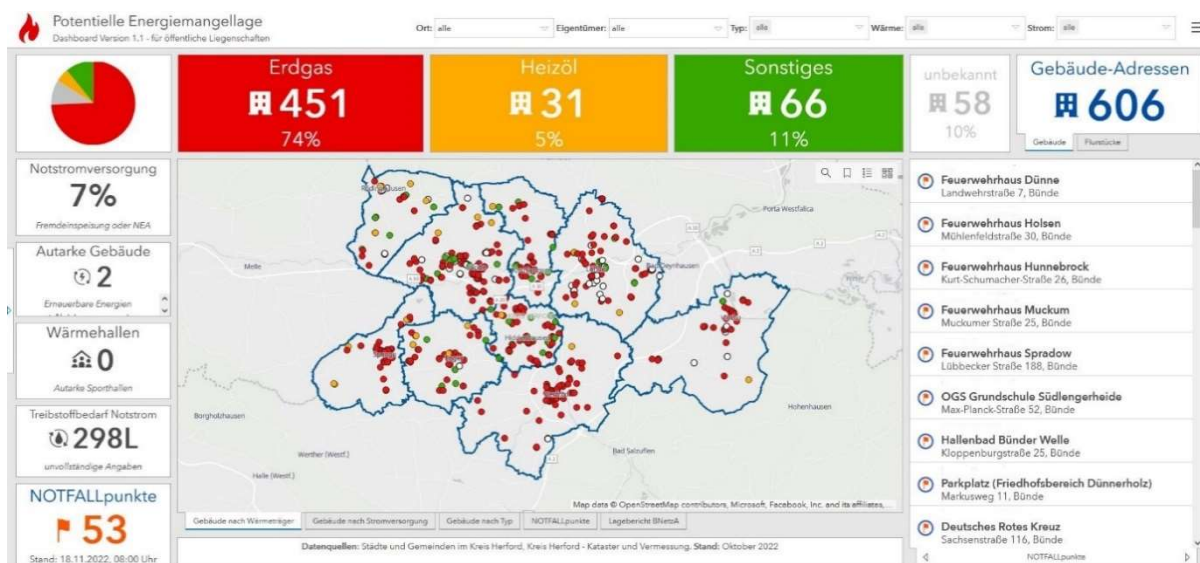 Potentielle Energiemangellage
Dashboard Version 1.1 - für öffentliche Liegenschaften
Ort: alle
Eigentümer: alle
Typ: alle
Wärme: alle
Strom: alle
Erdgas
451
74%
Heizöl
31
5%
Sonstiges
66
11%
unbekannt
58
10%
Gebäude-Adressen
606
Gebäude
Flurstücke
Notstromversorgung
7%
Fremdeinspeisung oder NEA
Autarke Gebäude
2
Erneuerbare Energien
Wärmehallen
0
Autarke Sporthallen
Treibstoffbedarf Notstrom
298L
unvollständige Angaben
NOTFALLpunkte
53
Stand: 18.11.2022, 08:00 Uhr
Porta Westfalica
Melle
Borgholzhausen
Werther (Westf.)
Halle (Westf.)
Bad Salzuflen
Hohenhausen
Map data © OpenStreetMap contributors, Microsoft, Facebook, Inc. and its affiliates,...
Gebäude nach Wärmeträger
Gebäude nach Stromversorgung
Gebäude nach Typ
NOTFALLpunkte
Lagebericht BNetzA
Datenquellen: Städte und Gemeinden im Kreis Herford, Kreis Herford - Kataster und Vermessung. Stand: Oktober 2022
Feuerwehrhaus Dünne
Landwehrstraße 7, Bünde
Feuerwehrhaus Holsen
Mühlenfeldstraße 30, Bünde
Feuerwehrhaus Hunnebrock
Kurt-Schumacher-Straße 26, Bünde
Feuerwehrhaus Muckum
Muckumer Straße 25, Bünde
Feuerwehrhaus Spradow
Lübbecker Straße 188, Bünde
OGS Grundschule Südlengerheide
Max-Planck-Straße 52, Bünde
Hallenbad Bünder Welle
Kloppenburgstraße 25, Bünde
Parkplatz (Friedhofsbereich Dünnerholz)
Markusweg 11, Bünde
Deutsches Rotes Kreuz
Sachsenstraße 116, Bünde
NOTFALLpunkte